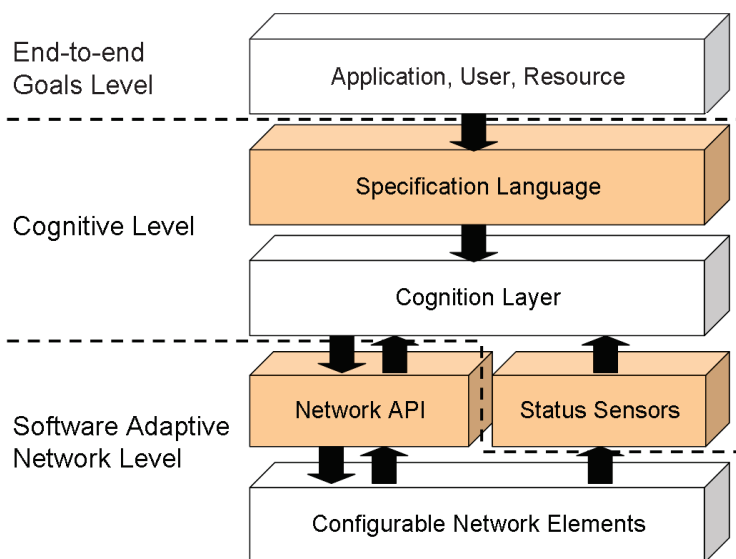 End-to-end
Goals Level
Application, User, Resource
Specification Language
Cognitive Level
Cognition Layer
Software Adaptive
Network Level
Network API
Status Sensors
Configurable Network Elements